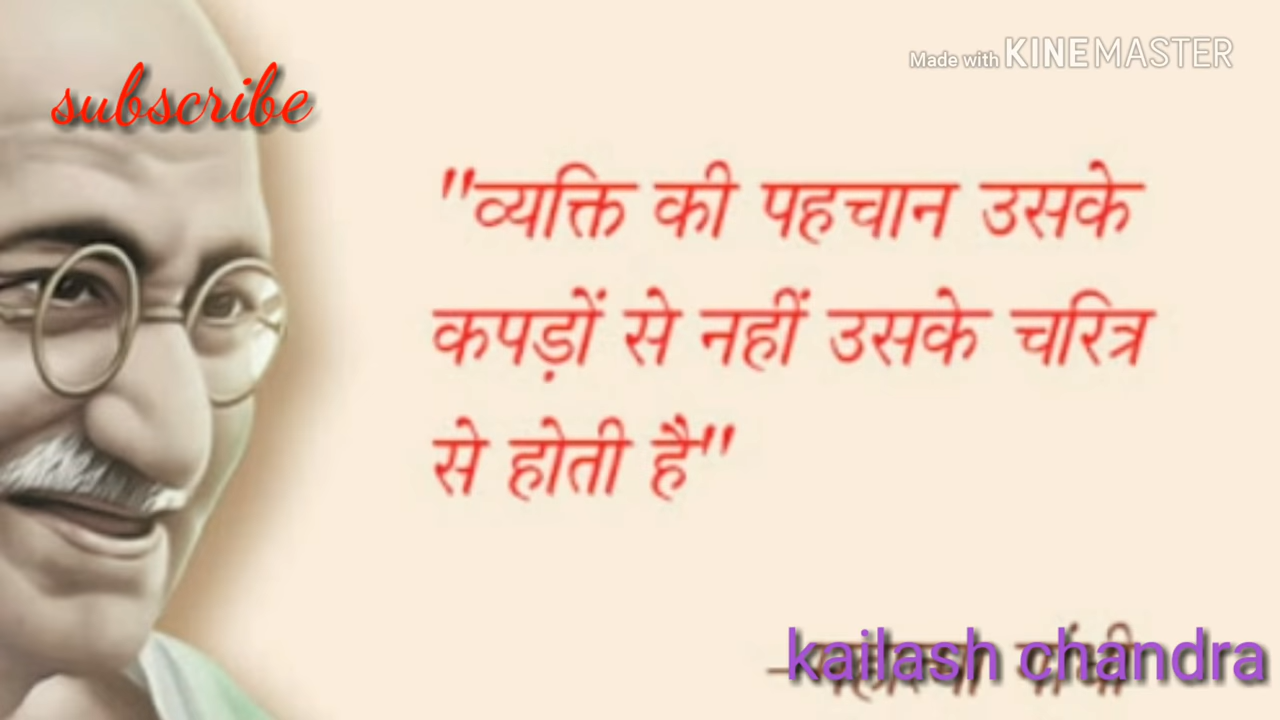 Made with KINEMASTER
subscribe
"व्यक्ति की पहचान उसके
कपड़ों से नहीं उसके चरित्र
से होती है"
kailash chandra